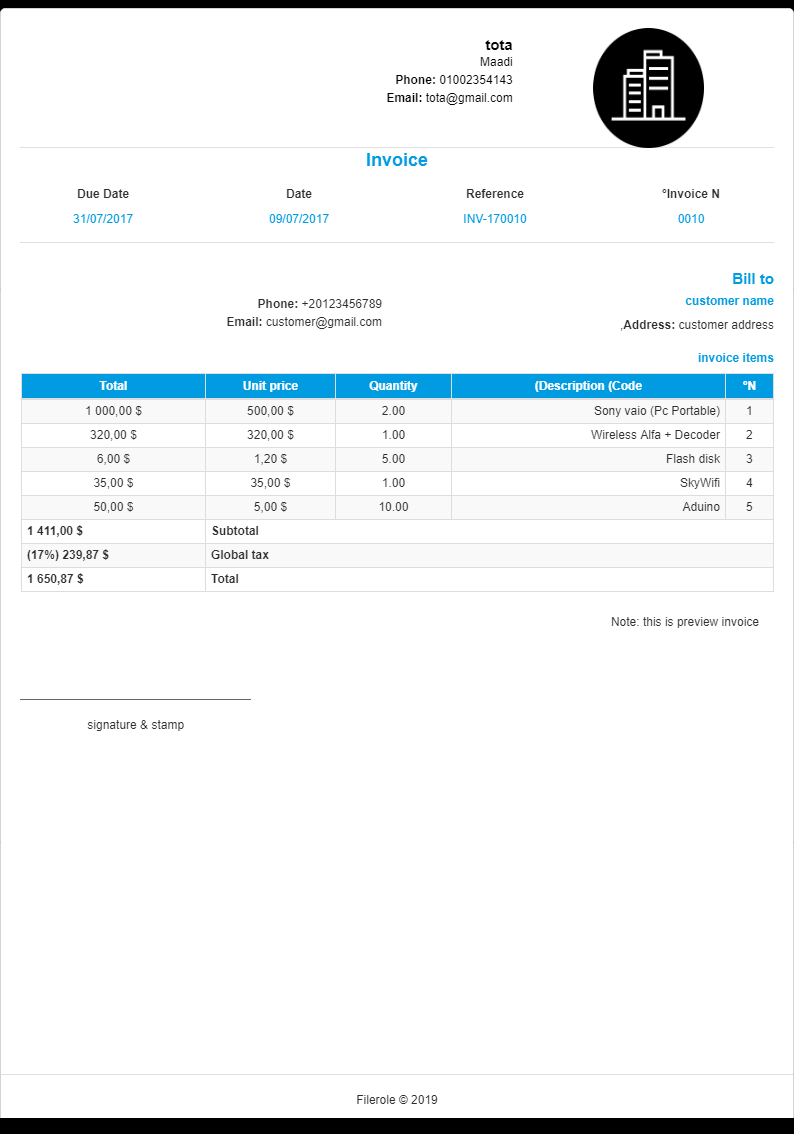 tota
Maadi
Phone: 01002354143
Email: tota@gmail.com
Invoice
Due Date Date Reference °Invoice N
31/07/2017 09/07/2017 INV-170010 0010
Bill to
Phone: +20123456789 customer name
Email: customer@gmail.com ,Address: customer address
invoice items
Total Unit price Quantity (Description (Code °N
1 000,00 $ 500,00 $ 2.00 Sony vaio (Pc Portable) 1
320,00 $ 320,00 $ 1.00 Wireless Alfa + Decoder 2
6,00 $ 1,20 $ 5.00 Flash disk 3
35,00 $ 35,00 $ 1.00 SkyWifi 4
50,00 $ 5,00 $ 10.00 Aduino 5
1 411,00 $ Subtotal
(17%) 239,87 $ Global tax
1 650,87 $ Total
Note: this is preview invoice
signature & stamp
Filerole © 2019